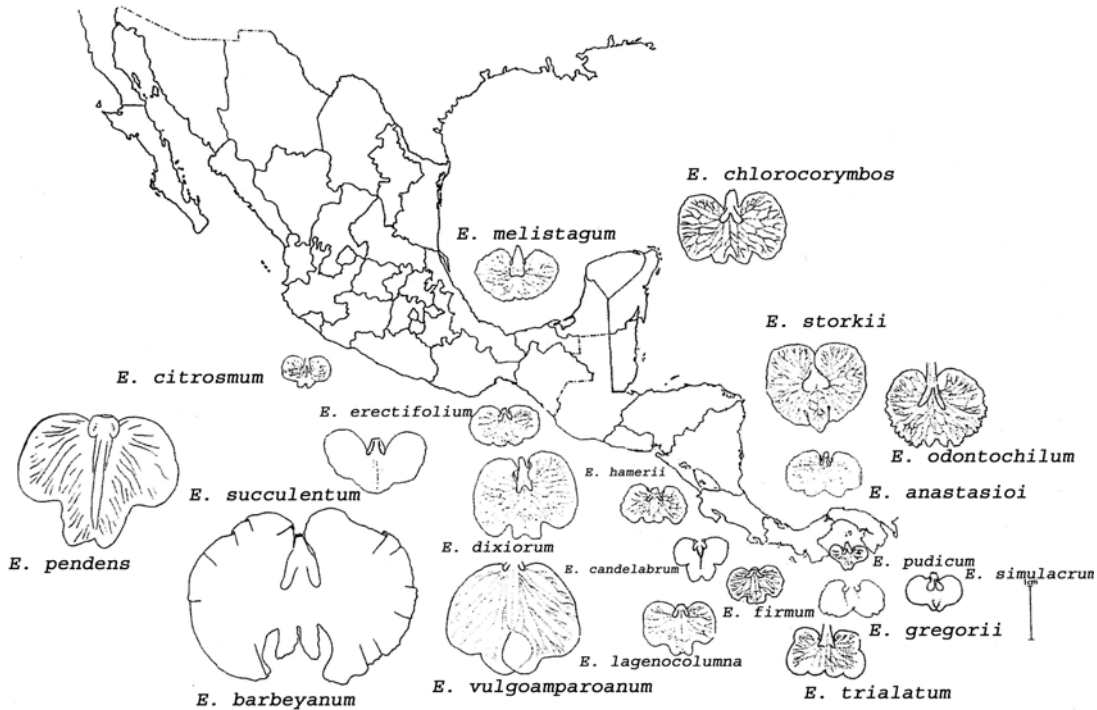 E. chlorocorymbos
E. melistagum
E. storkii
E. citrosmum
E. erectifolium
E. odontochilum
E. hamerii
E. succulentum
E. anastasioi
E. dixiorum
E. pendens
E. candelabrum
E. pudicum
E. simulacrum
1cm
E. firmum
E. gregorii
E. lagenocolumna
E. vulgoamparoanum
E. barbeyanum
E. trialatum